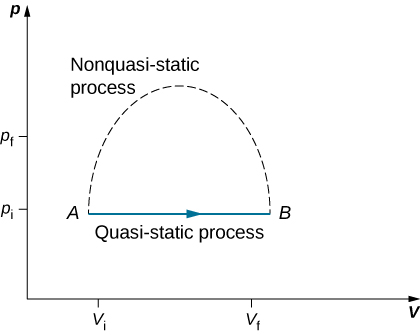 p
Nonquasi-static
process
pf
pi
A
B
Quasi-static process
Vi
Vf
V